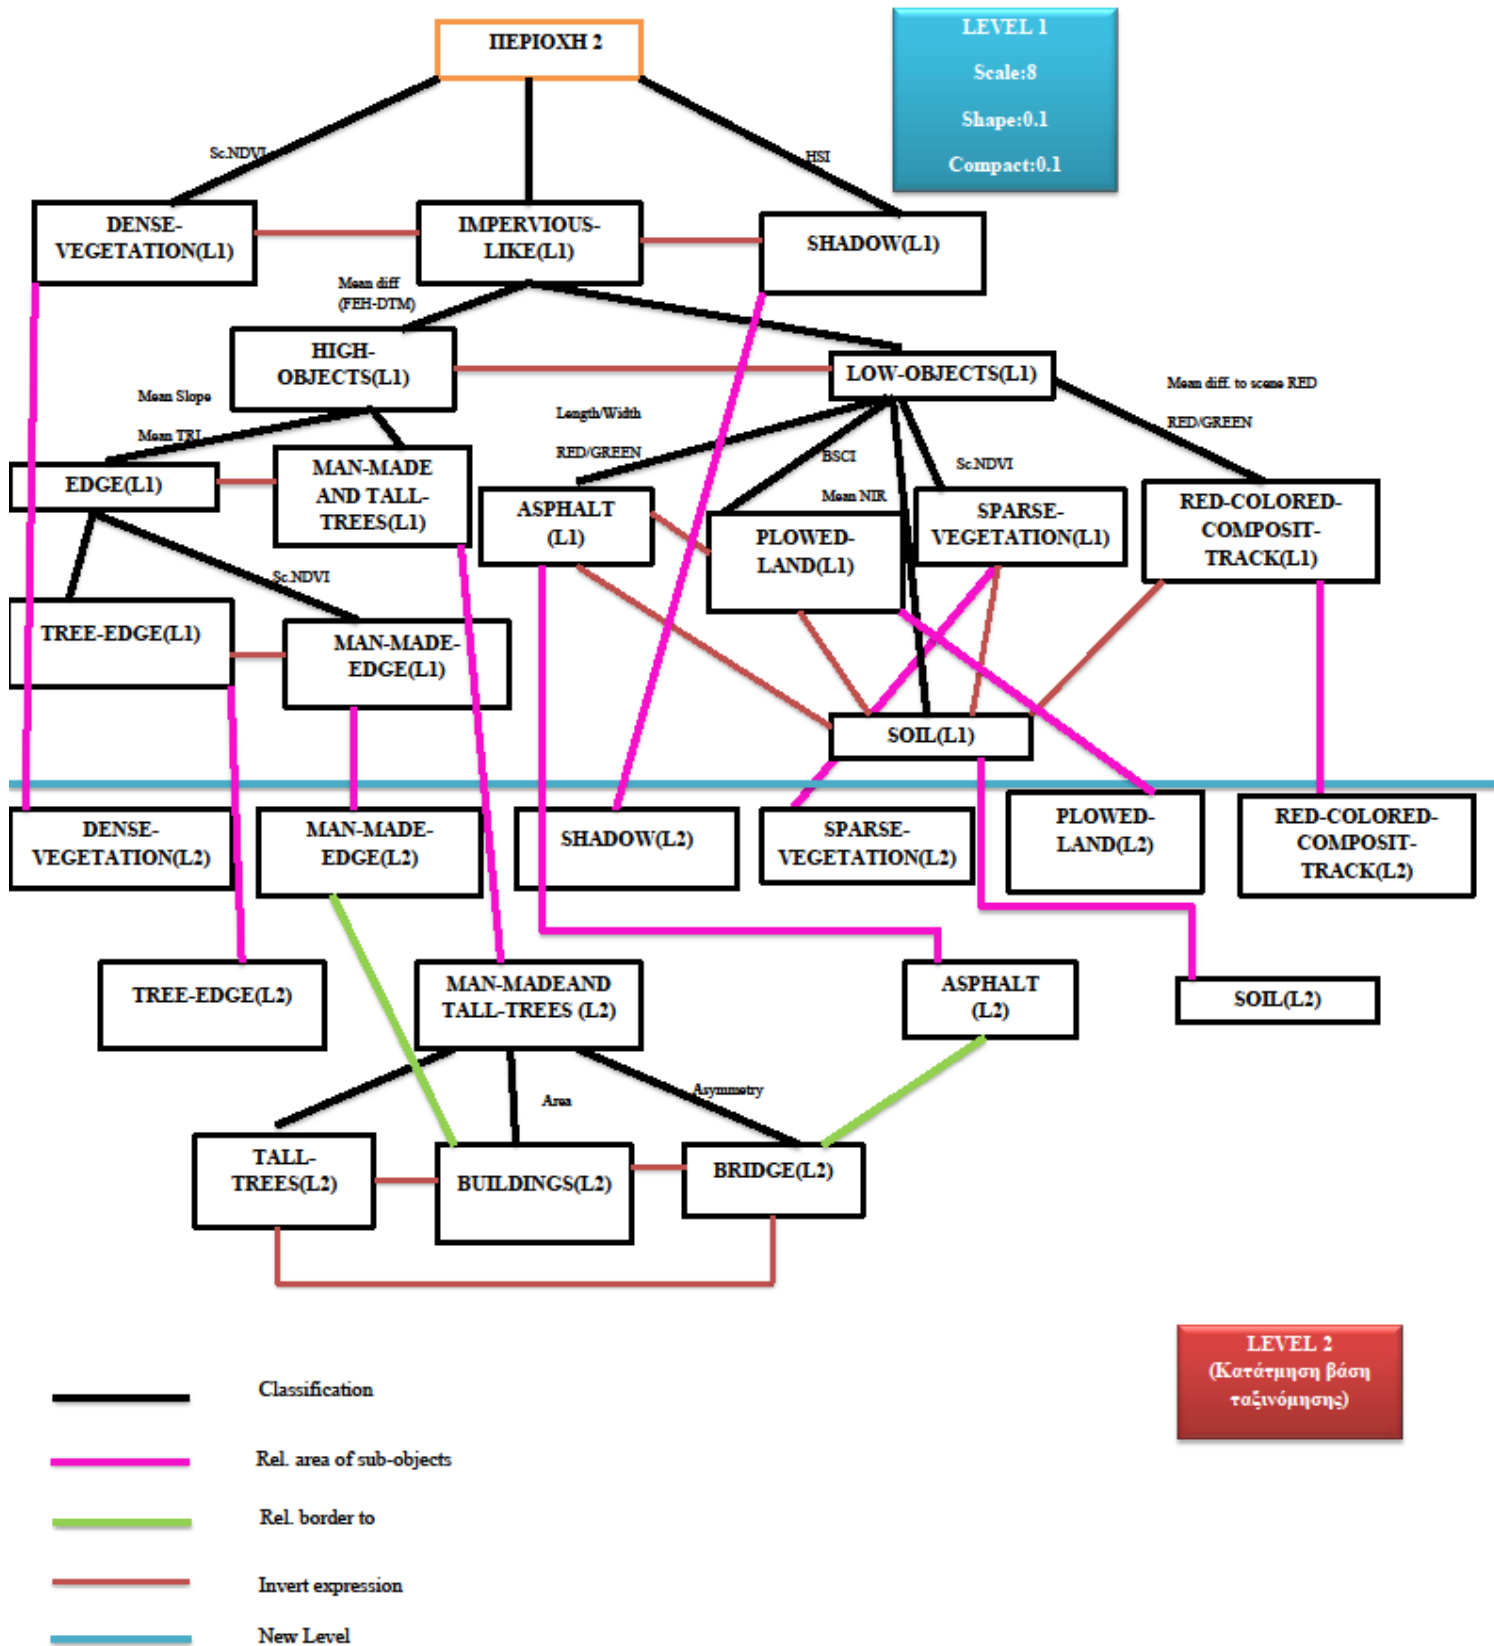 ΠΕΡΙΟΧΗ 2
LEVEL 1
Scale:8
Shape:0.1
Compact:0.1
Sc.NDVI
HSI
DENSE-
VEGETATION(L1)
IMPERVIOUS-
LIKE(L1)
SHADOW(L1)
Mean diff
(FEH-DTM)
HIGH-
OBJECTS(L1)
LOW-OBJECTS(L1)
Mean diff. to scene RED
RED/GREEN
Mean Slope
Mean TRI
Length/Width
RED/GREEN
BSCI
Mean NIR
Sc.NDVI
EDGE(L1)
MAN-MADE
AND TALL-
TREES(L1)
ASPHALT
(L1)
PLOWED-
LAND(L1)
SPARSE-
VEGETATION(L1)
RED-COLORED-
COMPOSIT-
TRACK(L1)
Sc.NDVI
TREE-EDGE(L1)
MAN-MADE-
EDGE(L1)
SOIL(L1)
DENSE-
VEGETATION(L2)
MAN-MADE-
EDGE(L2)
SHADOW(L2)
SPARSE-
VEGETATION(L2)
PLOWED-
LAND(L2)
RED-COLORED-
COMPOSIT-
TRACK(L2)
TREE-EDGE(L2)
MAN-MADEAND
TALL-TREES (L2)
ASPHALT
(L2)
SOIL(L2)
Area
Asymmetry
TALL-
TREES(L2)
BUILDINGS(L2)
BRIDGE(L2)
LEVEL 2
(Κατάτμηση βάση
ταξινόμησης)
Classification
Rel. area of sub-objects
Rel. border to
Invert expression
New Level